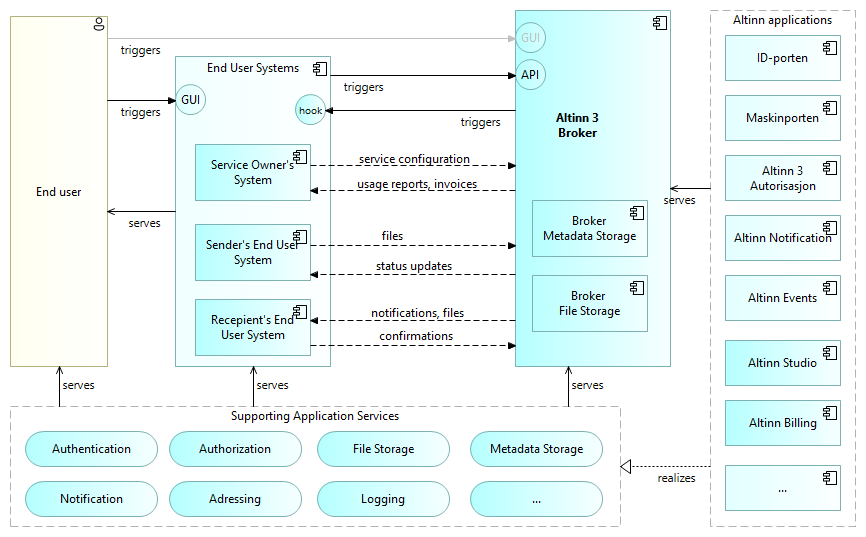 End user
triggers
triggers
serves
End User Systems
GUI
hook
Service Owner's
System
Sender's End User
System
Recepient's End
User System
triggers
triggers
service configuration
usage reports, invoices
files
status updates
notifications, files
confirmations
GUI
API
Altinn 3
Broker
Broker
Metadata Storage
Broker
File Storage
serves
Altinn applications
ID-porten
Maskinporten
Altinn 3
Autorisasjon
Altinn Notification
Altinn Events
Altinn Studio
Altinn Billing
...
serves
serves
serves
Supporting Application Services
Authentication
Authorization
File Storage
Metadata Storage
Notification
Adressing
Logging
...
realizes